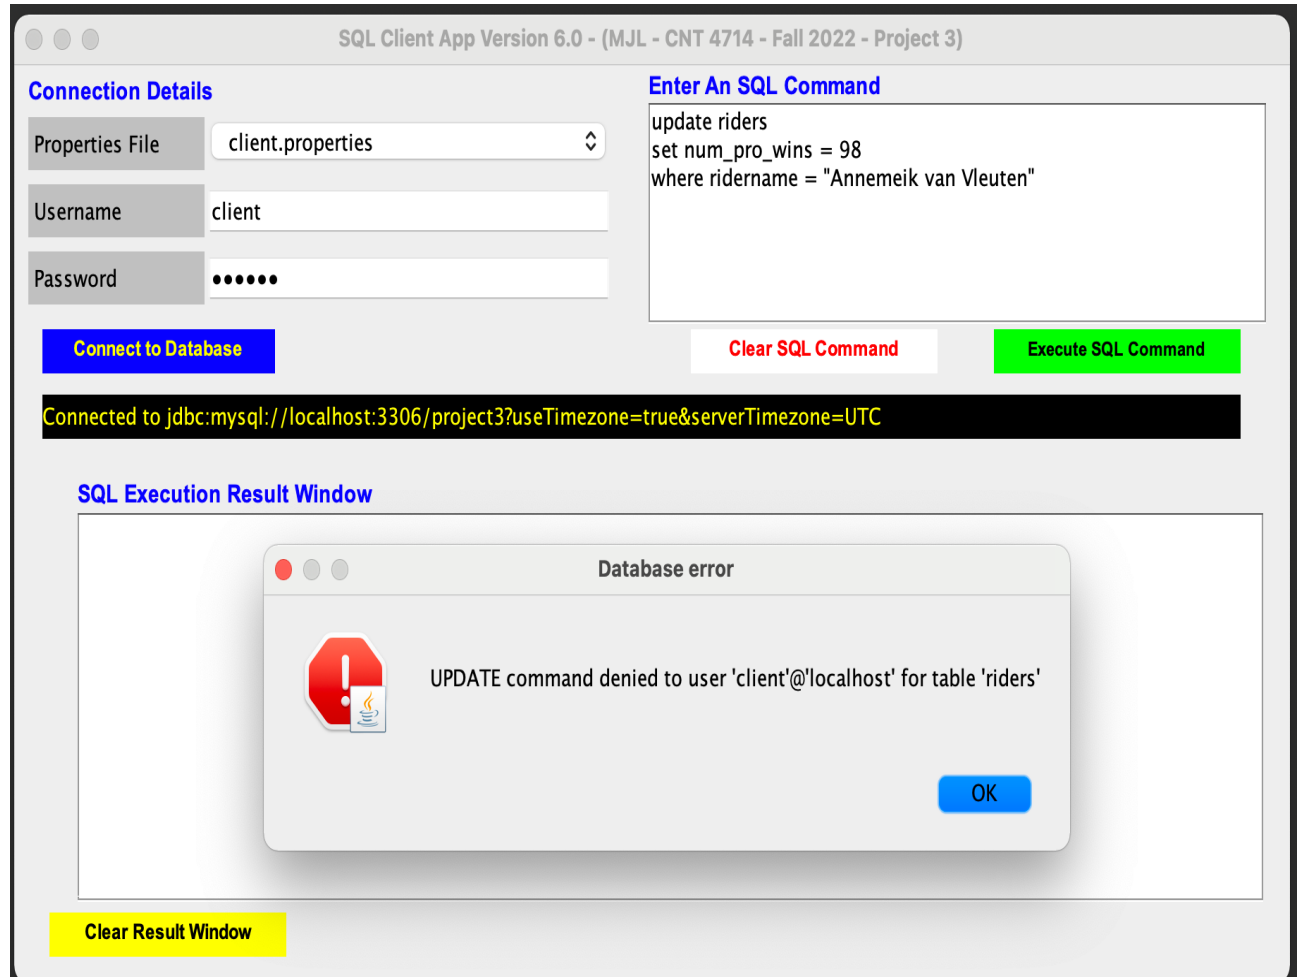 SQL Client App Version 6.0 - (MJL - CNT 4714 - Fall 2022 - Project 3)
Connection Details
Properties File
client.properties
Username
client
Password
••••••
Connect to Database
Enter An SQL Command
update riders
set num_pro_wins = 98
where ridername = "Annemeik van Vleuten"
Clear SQL Command
Execute SQL Command
Connected to jdbc:mysql://localhost:3306/project3?useTimezone=true&serverTimezone=UTC
SQL Execution Result Window
Database error
UPDATE command denied to user 'client'@'localhost' for table 'riders'
OK
Clear Result Window